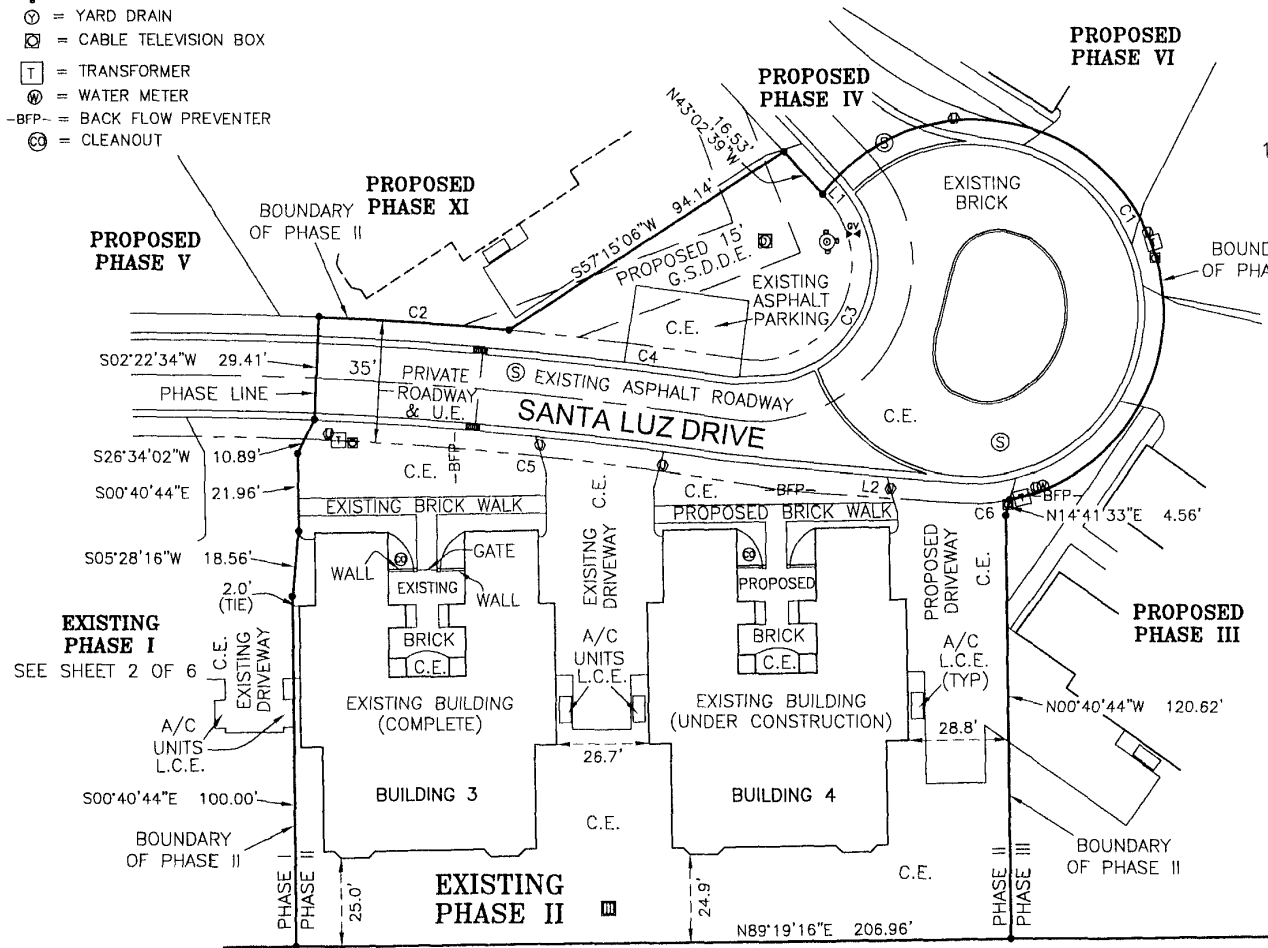 Ⓨ = YARD DRAIN
= CABLE TELEVISION BOX
T = TRANSFORMER
Ⓦ = WATER METER
-BFP- = BACK FLOW PREVENTER
CO = CLEANOUT
PROPOSED
PHASE VI
PROPOSED
PHASE IV
N43°02'39"W
16.53'
PROPOSED
PHASE XI
BOUNDARY
OF PHASE II
PROPOSED
PHASE V
S57°15'06"W 94.14'
L1
EXISTING
BRICK
C1
GV
PROPOSED 15'
G.S.D.D.E.
EXISTING
ASPHALT
PARKING
C.E.
C3
BOUND
OF PHA
C2
C4
S02°22'34"W 29.41'
35'
PRIVATE
ROADWAY
& U.E.
S EXISTING ASPHALT ROADWAY
PHASE LINE
SANTA LUZ DRIVE
C.E.
S
S
T
S26°34'02"W 10.89'
C.E.
-BFP-
C5
C.E.
C.E.
-BFP-
L2
-BFP-
S00°40'44"E 21.96'
EXISTING BRICK WALK
PROPOSED BRICK WALK
C6
N14°41'33"E 4.56'
S05°28'16"W 18.56'
2.0'
(TIE)
WALL
CO
GATE
EXISTING
WALL
BRICK
C.E.
EXISITNG
DRIVEWAY
CO
PROPOSED
BRICK
C.E.
PROPOSED
DRIVEWAY
C.E.
EXISTING
PHASE I
SEE SHEET 2 OF 6
C.E.
EXISTING
DRIVEWAY
A/C
UNITS
L.C.E.
A/C
UNITS
L.C.E.
A/C
L.C.E.
(TYP)
PROPOSED
PHASE III
EXISTING BUILDING
(COMPLETE)
EXISTING BUILDING
(UNDER CONSTRUCTION)
N00°40'44"W 120.62'
26.7'
28.8'
S00°40'44"E 100.00'
BUILDING 3
BUILDING 4
C.E.
BOUNDARY
OF PHASE II
BOUNDARY
OF PHASE II
PHASE I
PHASE II
25.0'
EXISTING
PHASE II
24.9'
C.E.
PHASE II
PHASE III
N89°19'16"E 206.96'